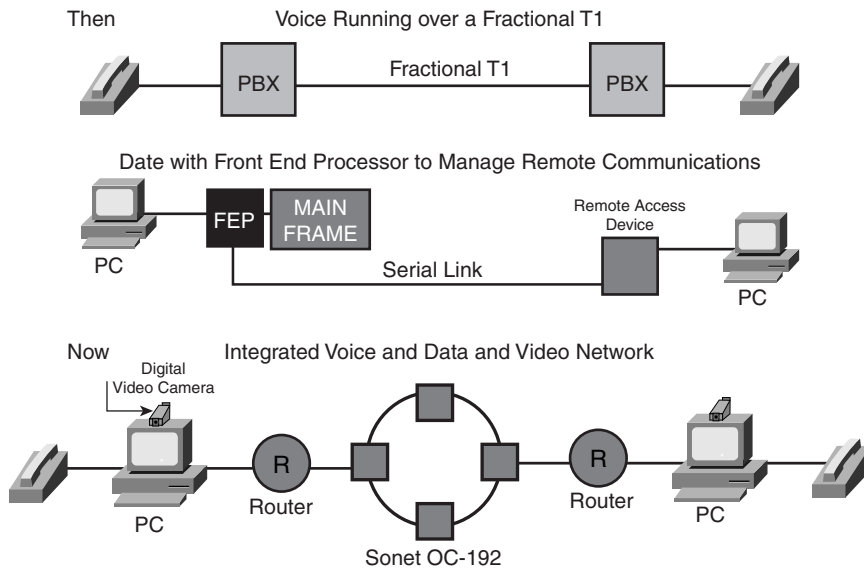 Then
Voice Running over a Fractional T1
PBX
Fractional T1
PBX
Date with Front End Processor to Manage Remote Communications
FEP
MAIN
FRAME
Remote Access
Device
PC
Serial Link
PC
Now
Integrated Voice and Data and Video Network
Digital
Video Camera
R
R
PC
Router
Router
PC
Sonet OC-192